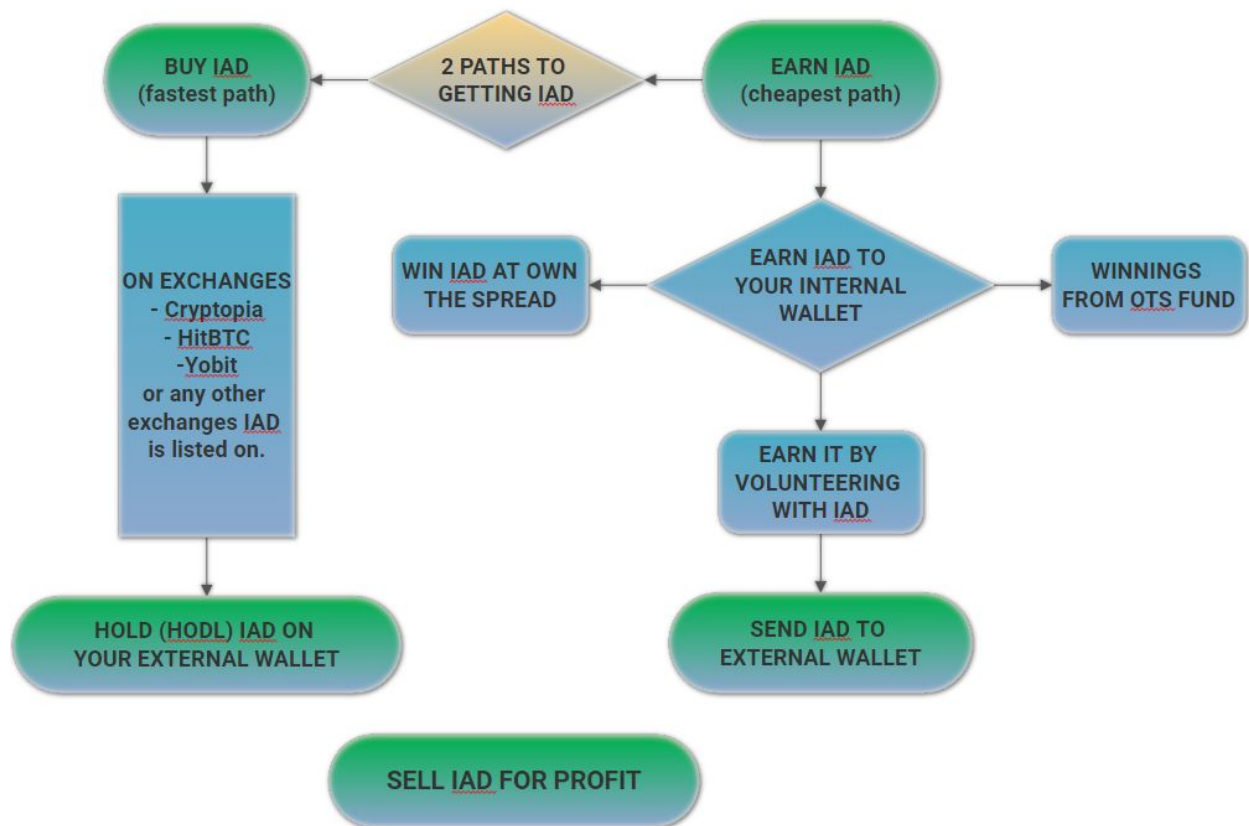 BUY IAD
(fastest path)
2 PATHS TO
GETTING IAD
EARN IAD
(cheapest path)
ON EXCHANGES
- Cryptopia
- HitBTC
-Yobit
or any other
exchanges IAD
is listed on.
WIN IAD AT OWN
THE SPREAD.
EARN IAD TO
YOUR INTERNAL
WALLET
WINNINGS
FROM OTS FUND
EARN IT BY
VOLUNTEERING
WITH IAD
HOLD (HODL) IAD ON
YOUR EXTERNAL WALLET
SEND IAD TO
EXTERNAL WALLET
SELL IAD FOR PROFIT